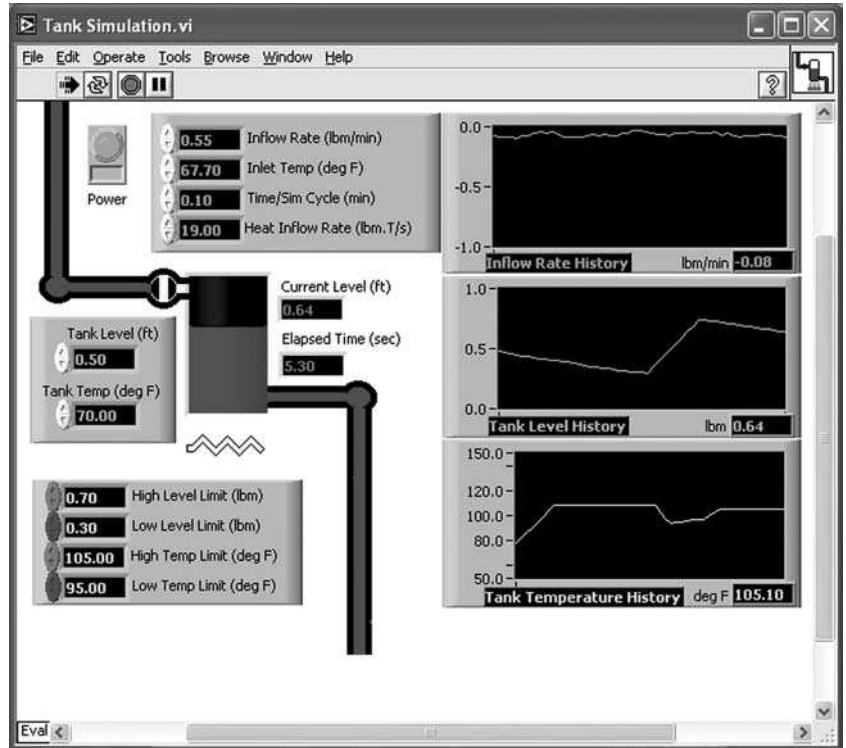 Tank Simulation.vi
File Edit Operate Tools Browse Window Help
?
Power
0.55 Inflow Rate (lbm/min)
67.70 Inlet Temp (deg F)
0.10 Time/Sim Cycle (min)
19.00 Heat Inflow Rate (lbm.T/s)
0.0
-0.5
-1.0
Inflow Rate History lbm/min -0.08
Current Level (ft)
0.64
Elapsed Time (sec)
5.30
Tank Level (ft)
0.50
Tank Temp (deg F)
70.00
1.0
0.5
0.0
Tank Level History lbm 0.64
0.70 High Level Limit (lbm)
0.30 Low Level Limit (lbm)
105.00 High Temp Limit (deg F)
95.00 Low Temp Limit (deg F)
150.0
120.0
100.0
80.0
50.0
Tank Temperature History deg F 105.10
Eval